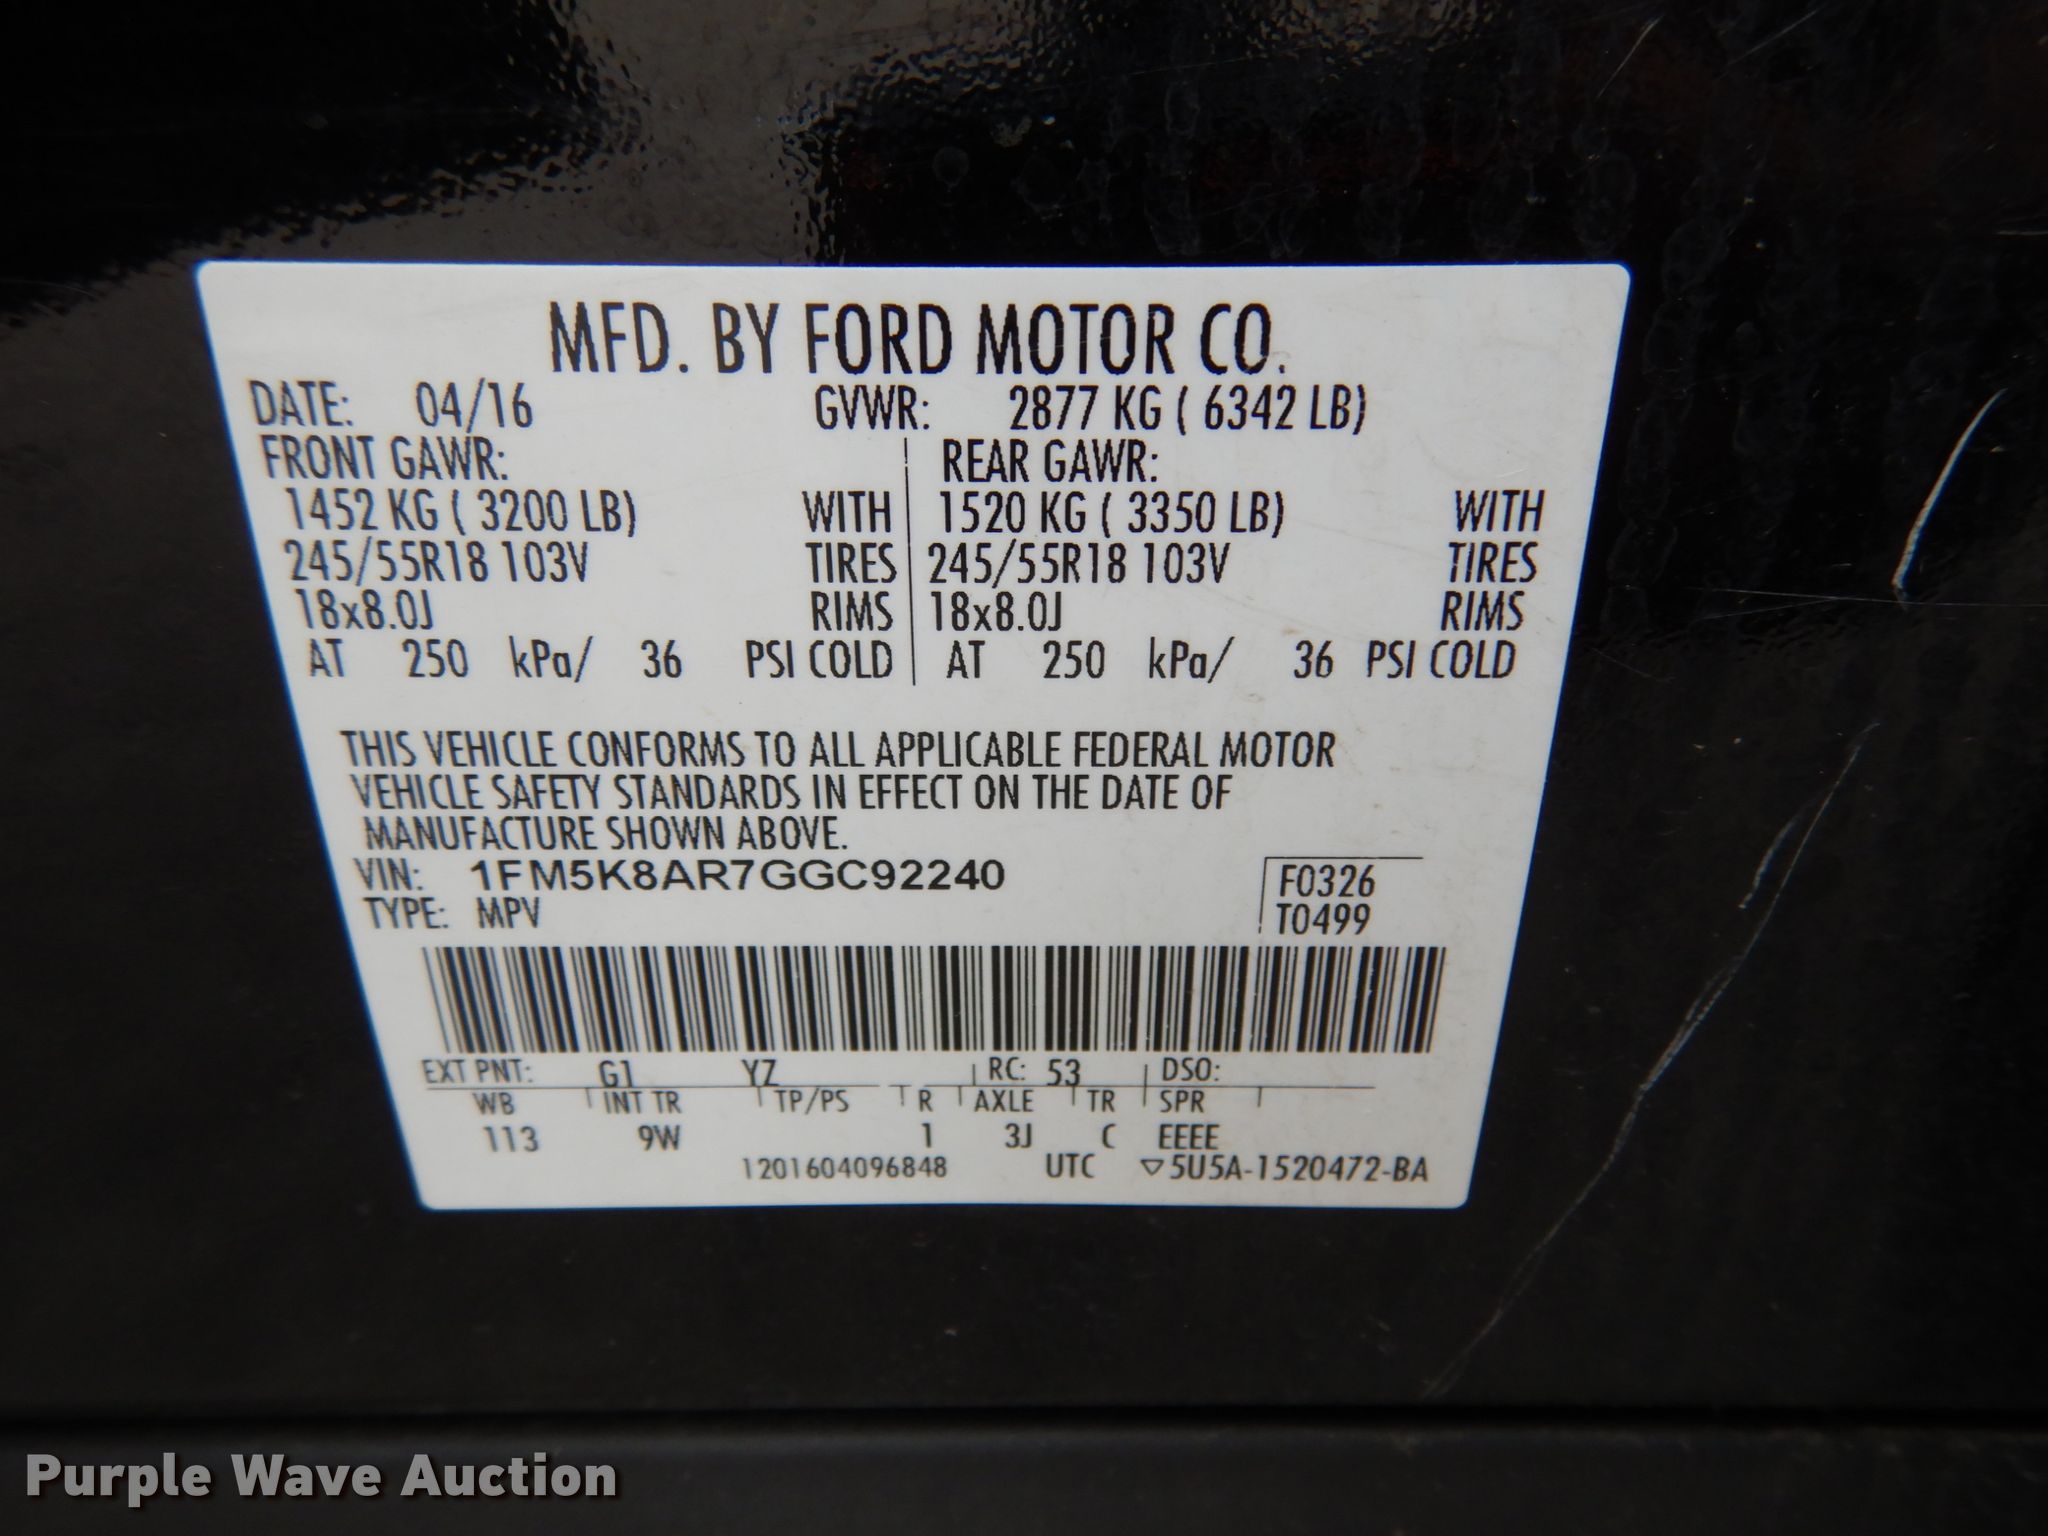 MFD. BY FORD MOTOR CO.
DATE: 04/16 GVWR: 2877 KG ( 6342 LB)
FRONT GAWR: REAR GAWR:
1452 KG ( 3200 LB) WITH 1520 KG ( 3350 LB) WITH
245/55R18 103V TIRES 245/55R18 103V TIRES
18x8.0J RIMS 18x8.0J RIMS
AT 250 kPa/ 36 PSI COLD AT 250 kPa/ 36 PSI COLD
THIS VEHICLE CONFORMS TO ALL APPLICABLE FEDERAL MOTOR
VEHICLE SAFETY STANDARDS IN EFFECT ON THE DATE OF
MANUFACTURE SHOWN ABOVE.
VIN: 1FM5K8AR7GGC92240 F0326
TYPE: MPV T0499
EXT PNT: G1 YZ RC: 53 DSO:
WB INT TR TP/PS R AXLE TR SPR
113 9W 1 3J C EEEE
1201604096848 UTC ▽5U5A-1520472-BA
Purple Wave Auction